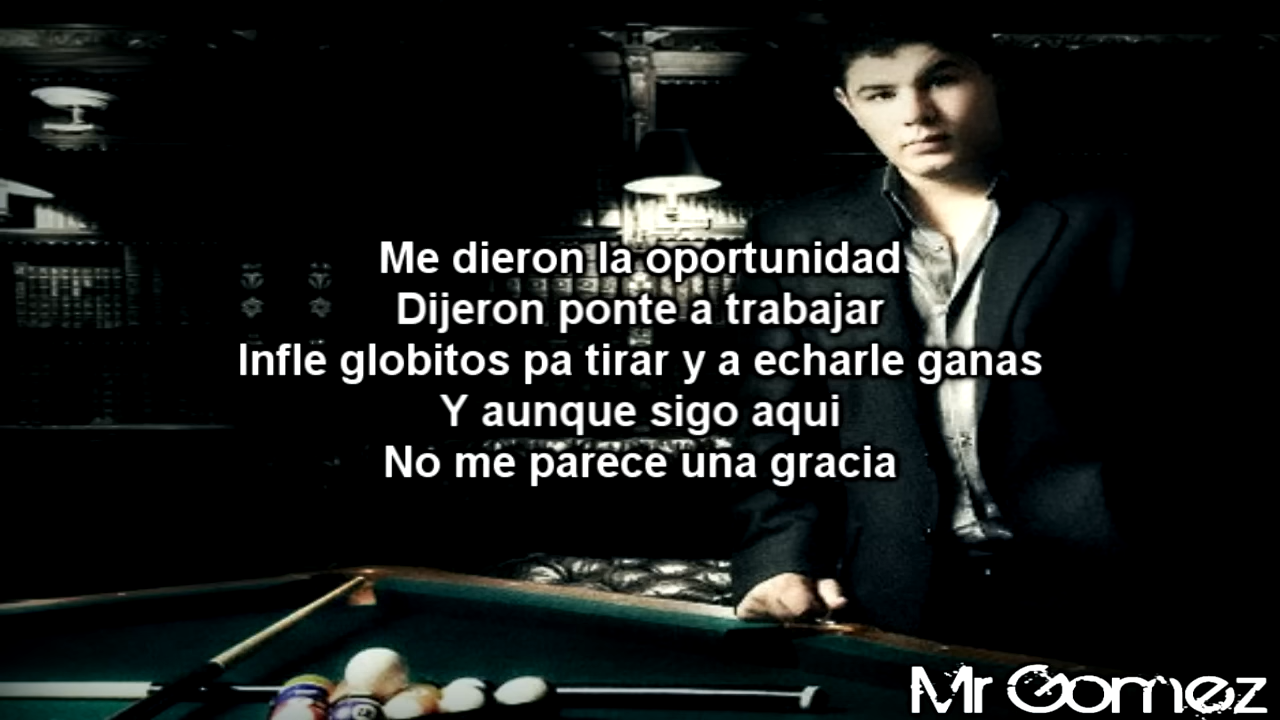 Me dieron la oportunidad
Dijeron ponte a trabajar
Infle globitos pa tirar y a echarle ganas
Y aunque sigo aqui
No me parece una gracia
Mr Gomez